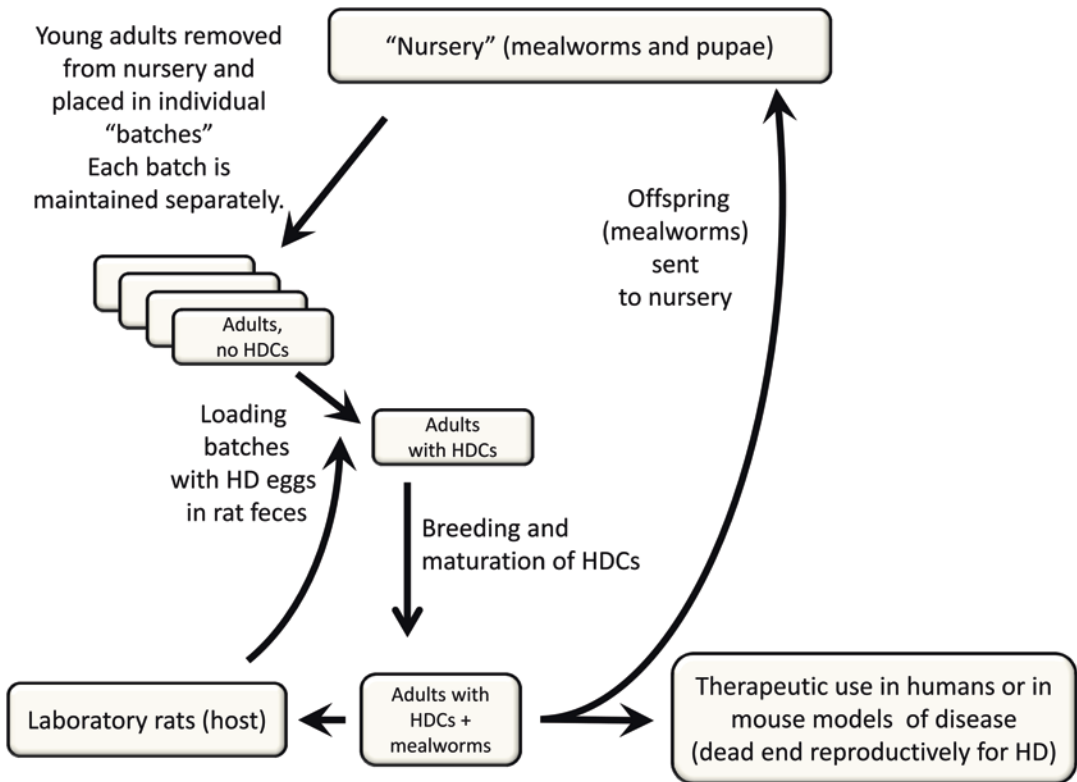 Young adults removed
from nursery and
placed in individual
“batches”
Each batch is
maintained separately.
“Nursery” (mealworms and pupae)
Offspring
(mealworms)
sent
to nursery
Adults,
no HDCs
Loading
batches
with HD eggs
in rat feces
Adults
with HDCs
Breeding and
maturation of HDCs
Laboratory rats (host)
Adults with
HDCs +
mealworms
Therapeutic use in humans or in
mouse models of disease
(dead end reproductively for HD)